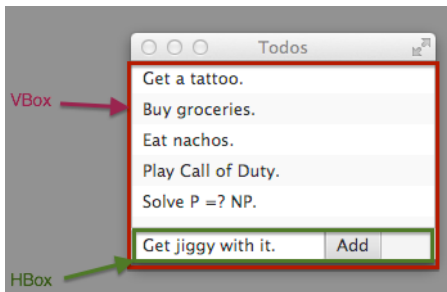 Todos
Get a tattoo.
VBox
Buy groceries.
Eat nachos.
Play Call of Duty.
Solve P =? NP.
Get jiggy with it. Add
HBox